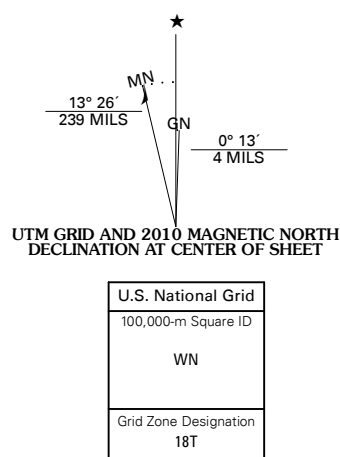 MN
13° 26´
239 MILS
GN
0° 13´
4 MILS
UTM GRID AND 2010 MAGNETIC NORTH
DECLINATION AT CENTER OF SHEET
U.S. National Grid
100,000-m Square ID
WN
Grid Zone Designation
18T